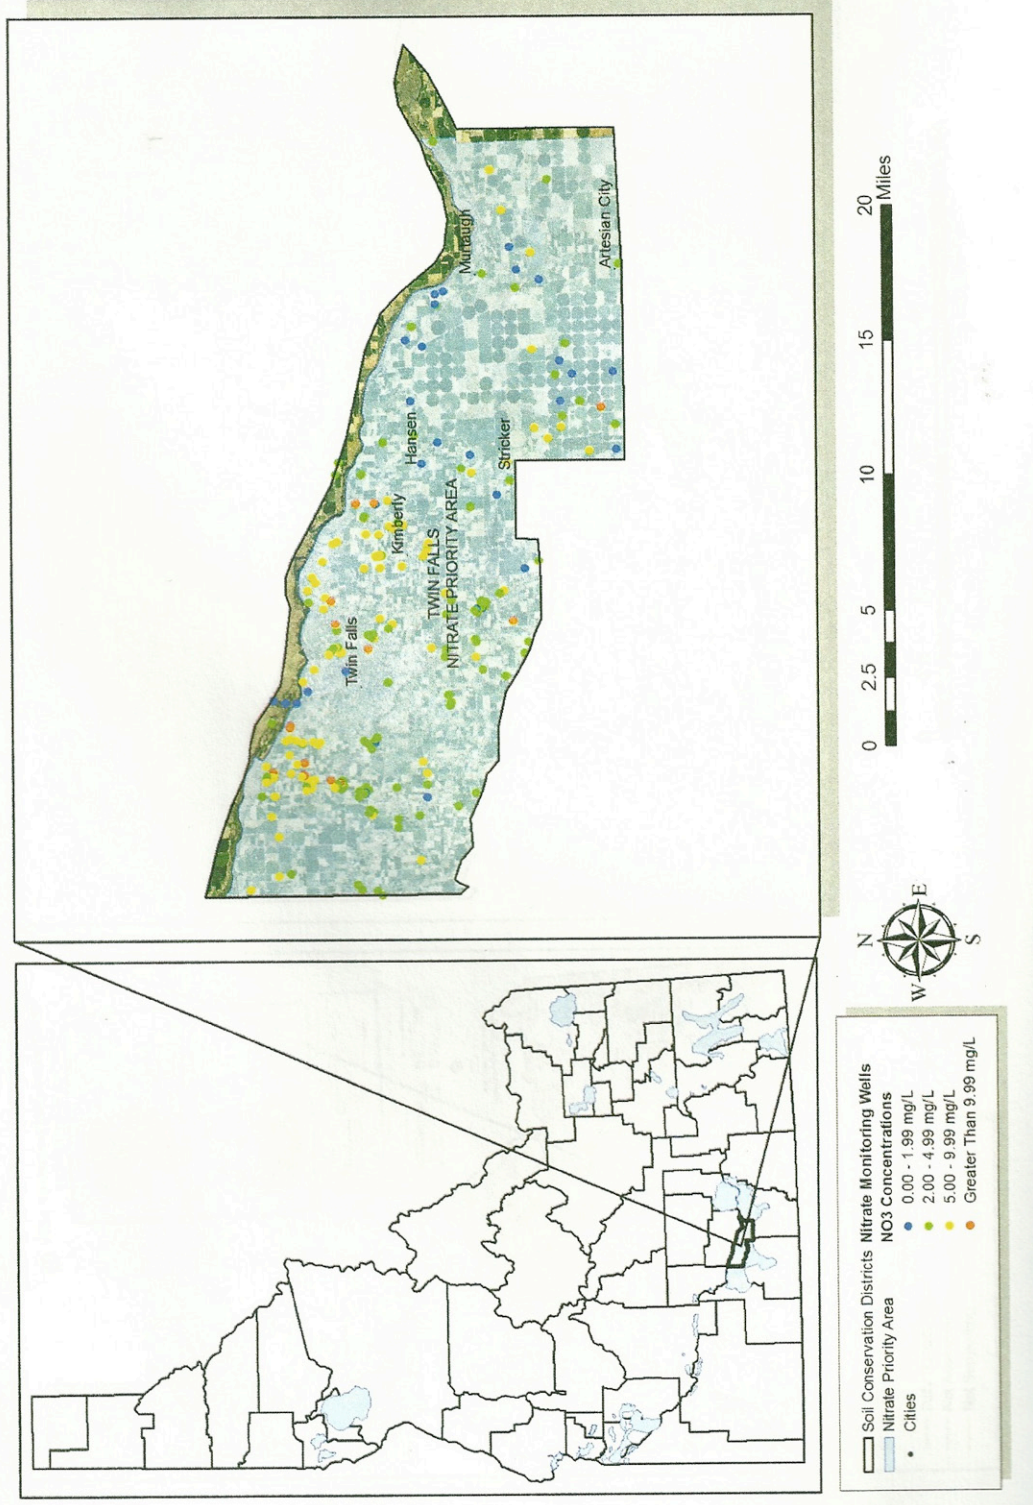 Murtaugh
Artesian City
Hansen
Stricker
Kimberly
TWIN FALLS
NITRATE PRIORITY AREA
Twin Falls
0 2.5 5 10 15 20
Miles
N
W E
S
Soil Conservation Districts
Nitrate Priority Area
Cities
Nitrate Monitoring Wells
NO3 Concentrations
0.00 - 1.99 mg/L
2.00 - 4.99 mg/L
5.00 - 9.99 mg/L
Greater Than 9.99 mg/L